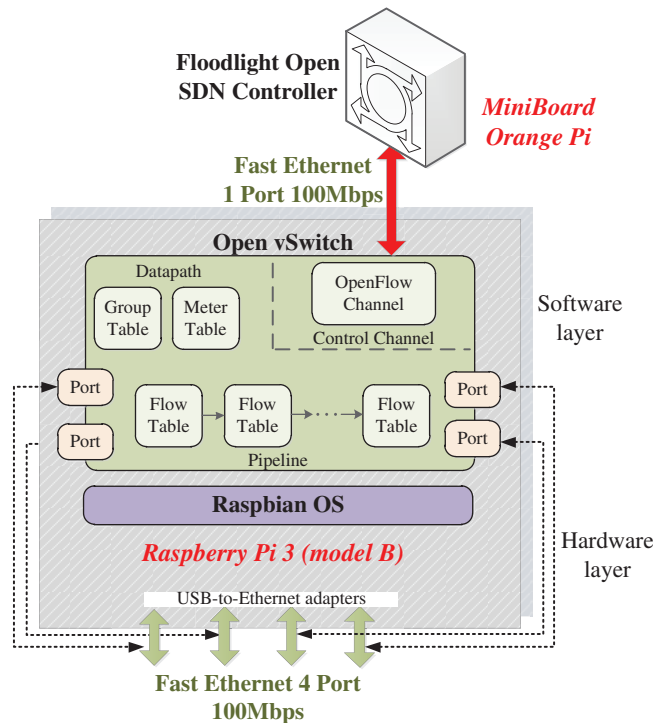 Floodlight Open
SDN Controller
MiniBoard
Orange Pi
Fast Ethernet
1 Port 100Mbps
Open vSwitch
Datapath
Group
Table
Meter
Table
OpenFlow
Channel
Control Channel
Software
layer
Port
Port
Flow
Table
Flow
Table
Flow
Table
Port
Port
Pipeline
Raspbian OS
Raspberry Pi 3 (model B)
Hardware
layer
USB-to-Ethernet adapters
Fast Ethernet 4 Port
100Mbps